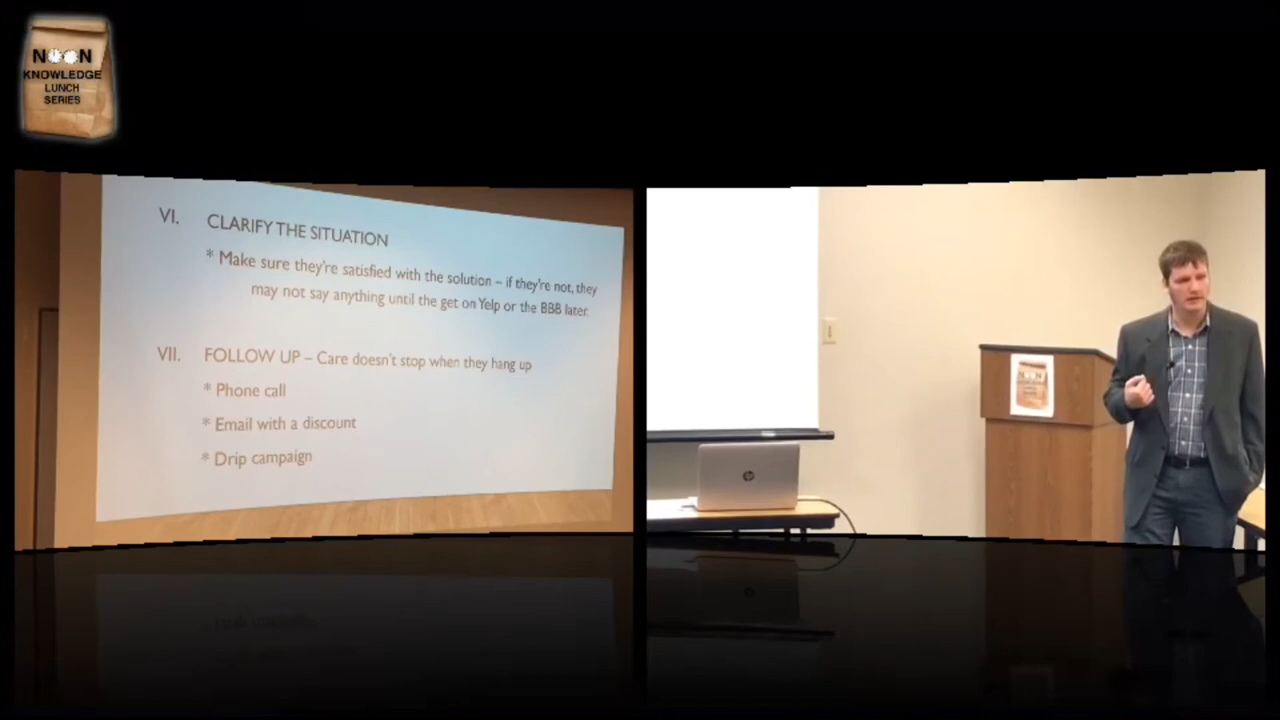 NOON
KNOWLEDGE
LUNCH
SERIES
VI. CLARIFY THE SITUATION
* Make sure they're satisfied with the solution – if they're not, they
may not say anything until the get on Yelp or the BBB later.
VII. FOLLOW UP – Care doesn't stop when they hang up
* Phone call
* Email with a discount
* Drip campaign
NOON
hp